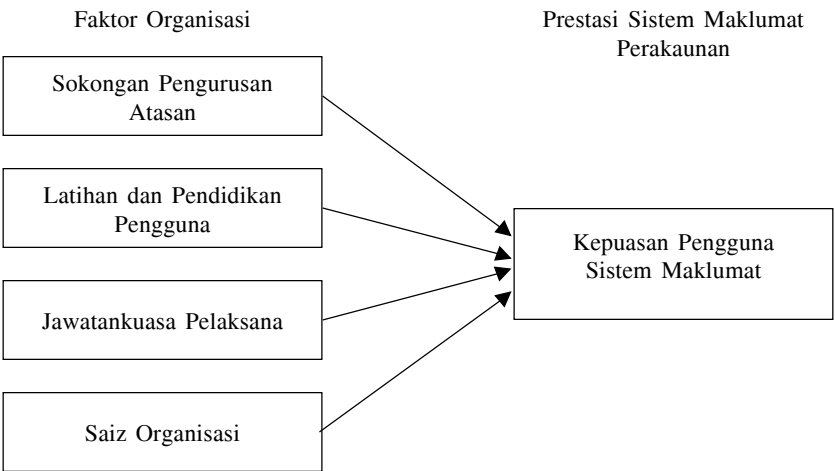 Faktor Organisasi
Prestasi Sistem Maklumat
Perakaunan
Sokongan Pengurusan
Atasan
Latihan dan Pendidikan
Pengguna
Jawatankuasa Pelaksana
Saiz Organisasi
Kepuasan Pengguna
Sistem Maklumat